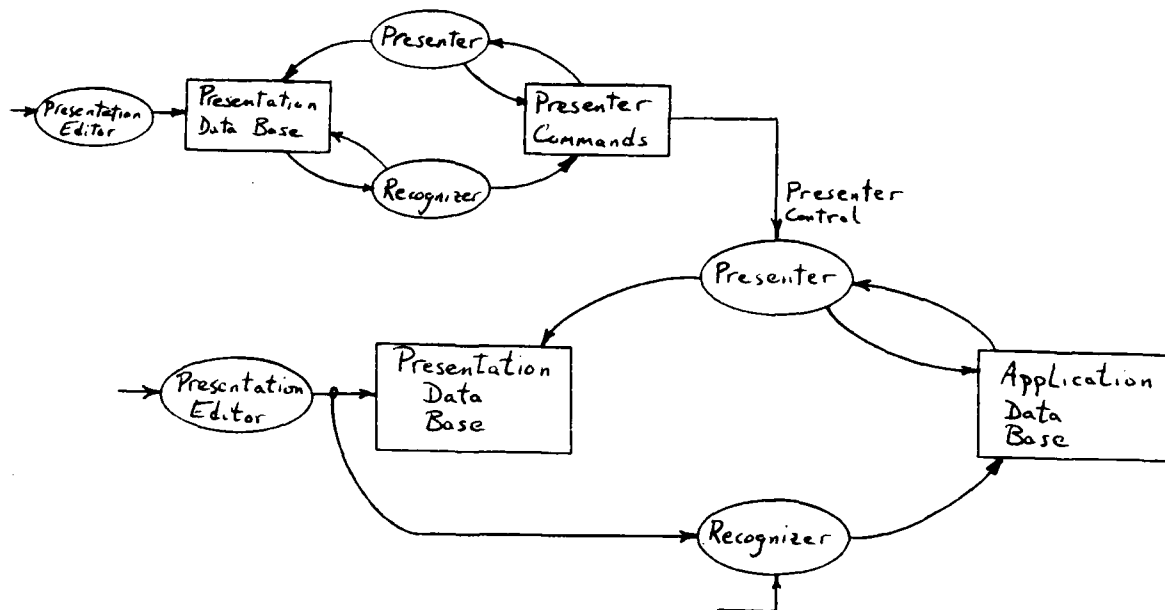 Presenter
Presentation
Editor
Presentation
Data Base
Presenter
Commands
Recognizer
Presenter
Control
Presenter
Presentation
Editor
Presentation
Data
Base
Application
Data
Base
Recognizer